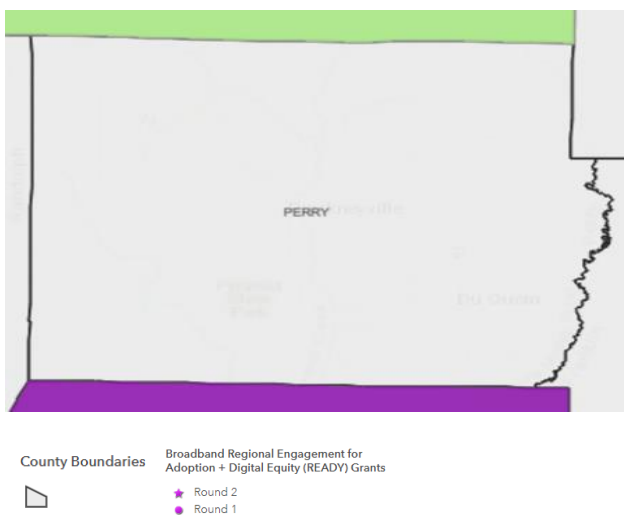 PERRY
Du Quoin
County Boundaries
Broadband Regional Engagement for
Adoption + Digital Equity (READY) Grants
Round 2
Round 1